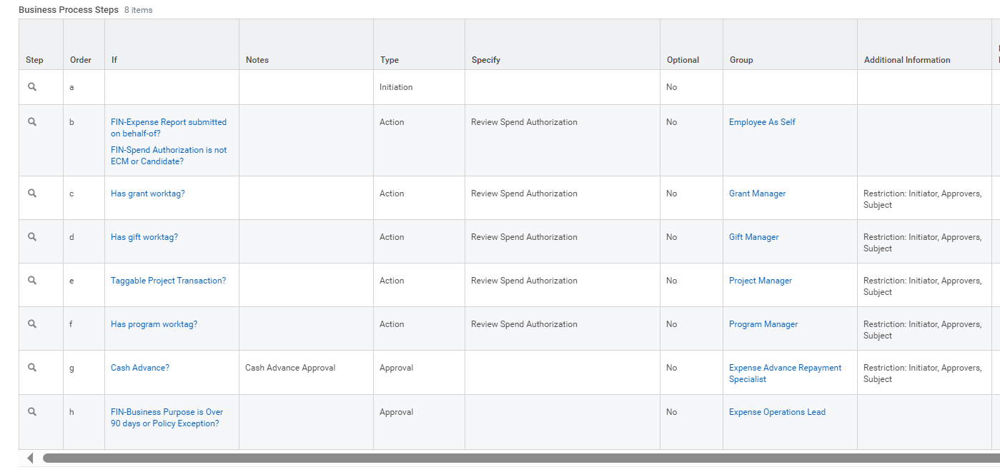 Business Process Steps 8 items
Step Order If Notes Type Specify Optional Group Additional Information
a Initiation No
b FIN-Expense Report submitted Action Review Spend Authorization No Employee As Self
on behalf-of?
FIN-Spend Authorization is not
ECM or Candidate?
c Has grant worktag? Action Review Spend Authorization No Grant Manager Restriction: Initiator, Approvers,
Subject
d Has gift worktag? Action Review Spend Authorization No Gift Manager Restriction: Initiator, Approvers,
Subject
e Taggable Project Transaction? Action Review Spend Authorization No Project Manager Restriction: Initiator, Approvers,
Subject
f Has program worktag? Action Review Spend Authorization No Program Manager Restriction: Initiator, Approvers,
Subject
g Cash Advance? Cash Advance Approval Approval No Expense Advance Repayment Restriction: Initiator, Approvers,
Specialist Subject
h FIN-Business Purpose is Over Approval No Expense Operations Lead
90 days or Policy Exception?